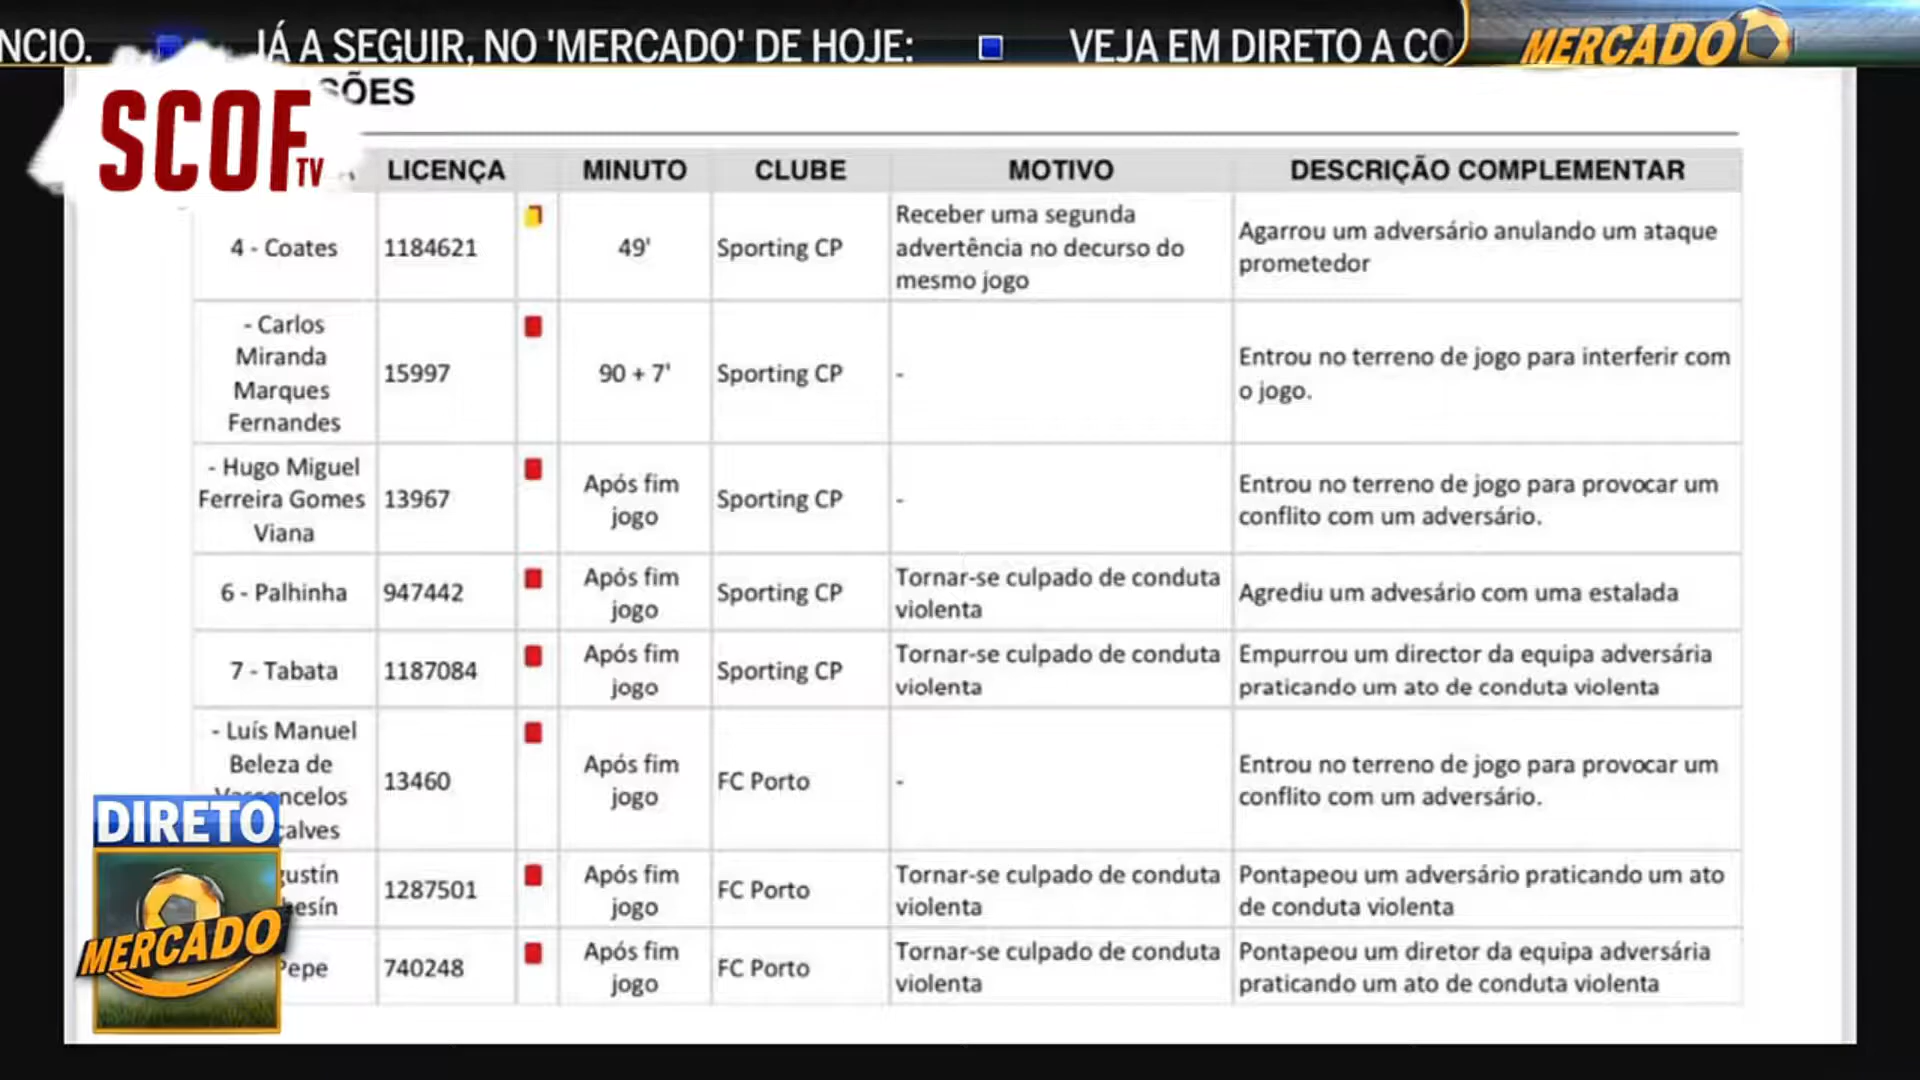 NCIO. JÁ A SEGUIR, NO 'MERCADO' DE HOJE: VEJA EM DIRETO A CO
MERCADO
SCOF TV
SÕES
LICENÇA MINUTO CLUBE MOTIVO DESCRIÇÃO COMPLEMENTAR
4 - Coates 1184621 49' Sporting CP Receber uma segunda advertência no decurso do mesmo jogo Agarrou um adversário anulando um ataque prometedor
- Carlos Miranda Marques Fernandes 15997 90 + 7' Sporting CP - Entrou no terreno de jogo para interferir com o jogo.
- Hugo Miguel Ferreira Gomes Viana 13967 Após fim jogo Sporting CP - Entrou no terreno de jogo para provocar um conflito com um adversário.
6 - Palhinha 947442 Após fim jogo Sporting CP Tornar-se culpado de conduta violenta Agrediu um advesário com uma estalada
7 - Tabata 1187084 Após fim jogo Sporting CP Tornar-se culpado de conduta violenta Empurrou um director da equipa adversária praticando um ato de conduta violenta
- Luís Manuel Beleza de ncelos alves 13460 Após fim jogo FC Porto - Entrou no terreno de jogo para provocar um conflito com um adversário.
gustín hesín 1287501 Após fim jogo FC Porto Tornar-se culpado de conduta violenta Pontapeou um adversário praticando um ato de conduta violenta
Pepe 740248 Após fim jogo FC Porto Tornar-se culpado de conduta violenta Pontapeou um diretor da equipa adversária praticando um ato de conduta violenta
DIRETO
MERCADO